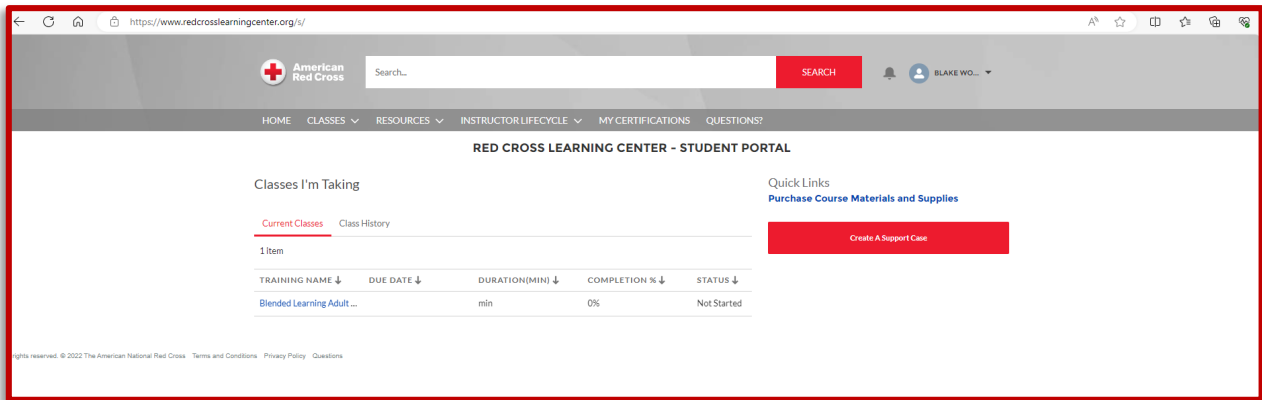 https://www.redcrosslearningcenter.org/s/
American
Red Cross
Search...
SEARCH
BLAKE WO...
HOME CLASSES RESOURCES INSTRUCTOR LIFECYCLE MY CERTIFICATIONS QUESTIONS?
RED CROSS LEARNING CENTER - STUDENT PORTAL
Classes I'm Taking
Current Classes Class History
1 item
TRAINING NAME DUE DATE DURATION(MIN) COMPLETION % STATUS
Blended Learning Adult ... min 0% Not Started
Quick Links
Purchase Course Materials and Supplies
Create A Support Case
rights reserved. © 2022 The American National Red Cross Terms and Conditions Privacy Policy Questions